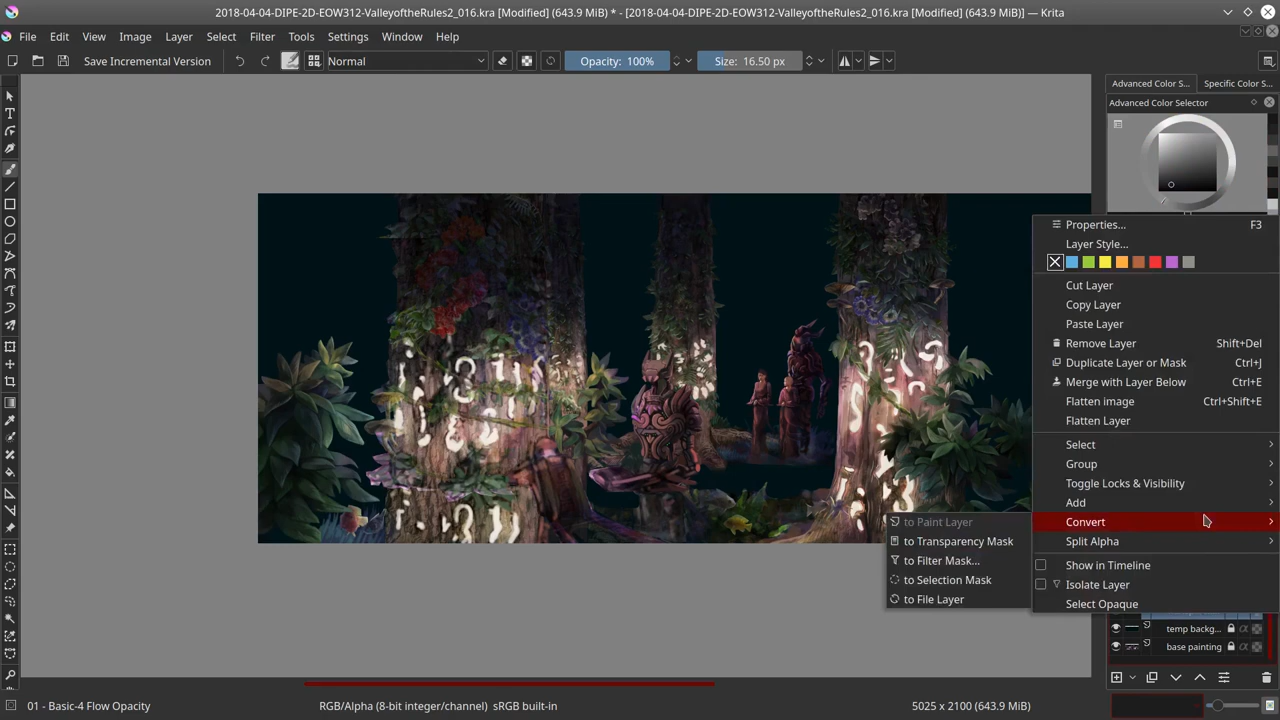 2018-04-04-DIPE-2D-EOW312-ValleyoftheRules2_016.kra [Modified] (643.9 MiB) * - [2018-04-04-DIPE-2D-EOW312-ValleyoftheRules2_016.kra [Modified] (643.9 MiB)] — Krita
File Edit View Image Layer Select Filter Tools Settings Window Help
Save Incremental Version Normal Opacity: 100% Size: 16.50 px
Advanced Color S... Specific Color S...
Advanced Color Selector
Properties... F3
Layer Style...
Cut Layer
Copy Layer
Paste Layer
Remove Layer Shift+Del
Duplicate Layer or Mask Ctrl+J
Merge with Layer Below Ctrl+E
Flatten image Ctrl+Shift+E
Flatten Layer
Select
Group
Toggle Locks & Visibility
Add
Convert
Split Alpha
Show in Timeline
Isolate Layer
Select Opaque
to Paint Layer
to Transparency Mask
to Filter Mask...
to Selection Mask
to File Layer
temp backg...
base painting
01 - Basic-4 Flow Opacity RGB/Alpha (8-bit integer/channel) sRGB built-in 5025 x 2100 (643.9 MiB)